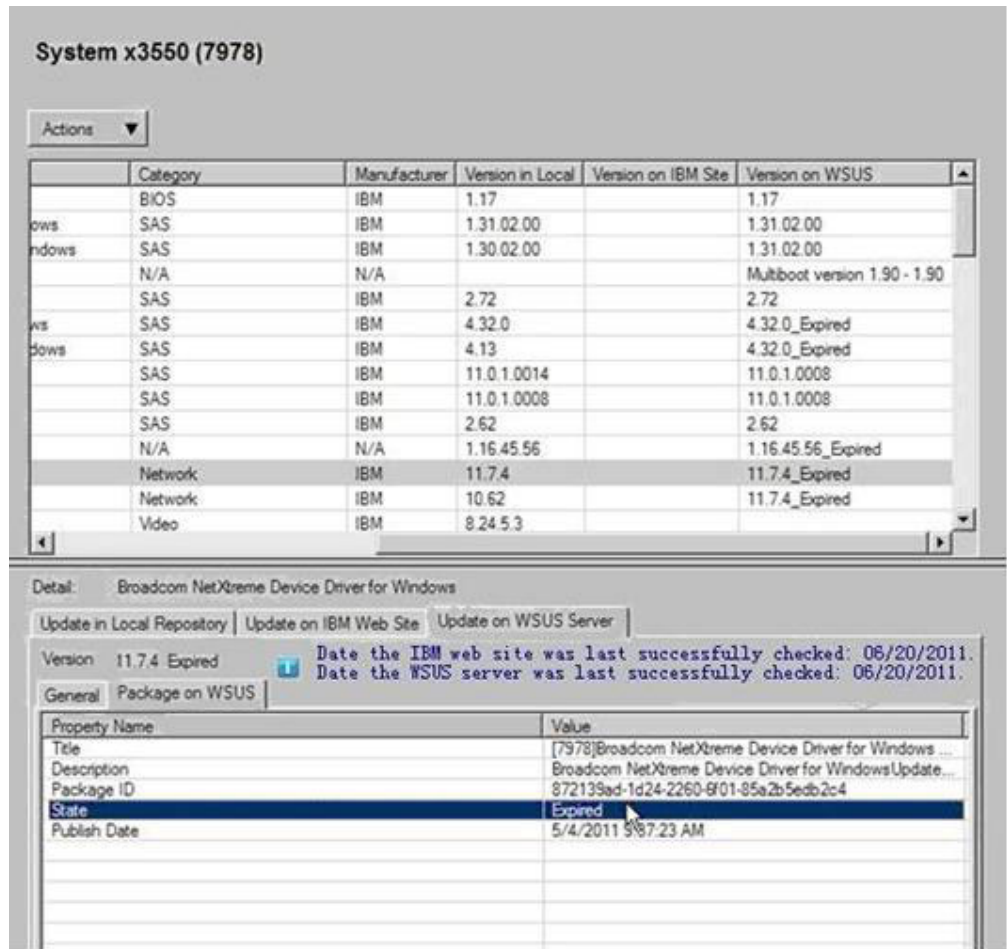 System x3550 (7978)
Actions
Category Manufacturer Version in Local Version on IBM Site Version on WSUS
BIOS IBM 1.17 1.17
ows SAS IBM 1.31.02.00 1.31.02.00
ndows SAS IBM 1.30.02.00 1.31.02.00
N/A N/A Multiboot version 1.90 - 1.90
SAS IBM 2.72 2.72
ws SAS IBM 4.32.0 4.32.0_Expired
dows SAS IBM 4.13 4.32.0_Expired
SAS IBM 11.0.1.0014 11.0.1.0008
SAS IBM 11.0.1.0008 11.0.1.0008
SAS IBM 2.62 2.62
N/A N/A 1.16.45.56 1.16.45.56_Expired
Network IBM 11.7.4 11.7.4_Expired
Network IBM 10.62 11.7.4_Expired
Video IBM 8.24.5.3
Detail: Broadcom NetXtreme Device Driver for Windows
Update in Local Repository Update on IBM Web Site Update on WSUS Server
Version 11.7.4 Expired
Date the IBM web site was last successfully checked: 06/20/2011.
Date the WSUS server was last successfully checked: 06/20/2011.
General Package on WSUS
Property Name Value
Title [7978]Broadcom NetXtreme Device Driver for Windows ...
Description Broadcom NetXtreme Device Driver for WindowsUpdate...
Package ID
State Expired
Publish Date 5/4/2011 AM